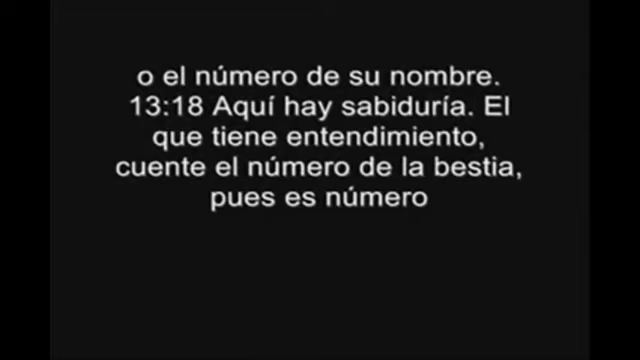 o el número de su nombre.
13:18 Aquí hay sabiduría. El
que tiene entendimiento,
cuente el número de la bestia,
pues es número